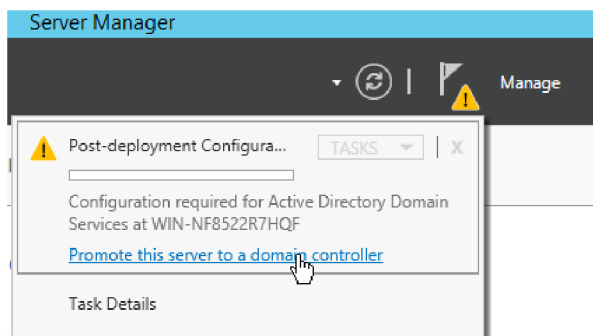 Server Manager
Manage
Post-deployment Configura...
TASKS
x
Configuration required for Active Directory Domain
Services at WIN-NF8522R7HQF
Promote this server to a domain controller
Task Details